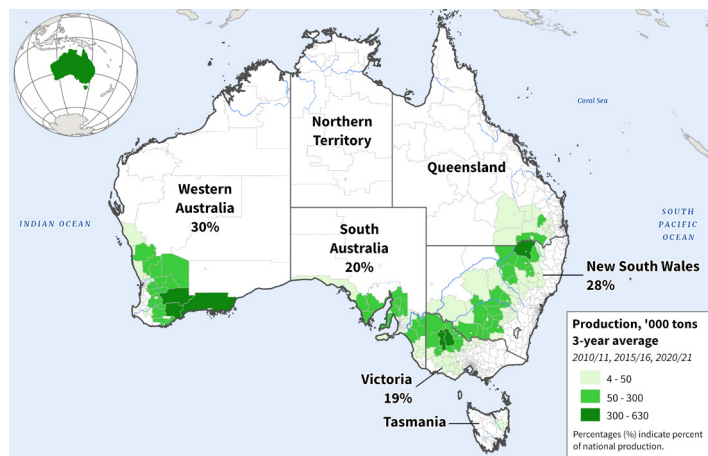 Coral Sea
Northern
Territory
Queensland
Western
Australia
30%
INDIAN OCEAN
SOUTH
PACIFIC
OCEAN
South
Australia
20%
New South Wales
28%
Victoria
19%
Tasmania
Production, '000 tons
3-year average
2010/11, 2015/16, 2020/21
4 - 50
50 - 300
300 - 630
Percentages (%) indicate percent
of national production.